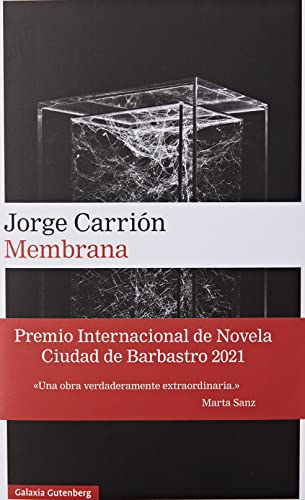 Jorge Carrión
Membrana
Premio Internacional de Novela
Ciudad de Barbastro 2021
«Una obra verdaderamente extraordinaria.»
Marta Sanz
Galaxia Gutenberg